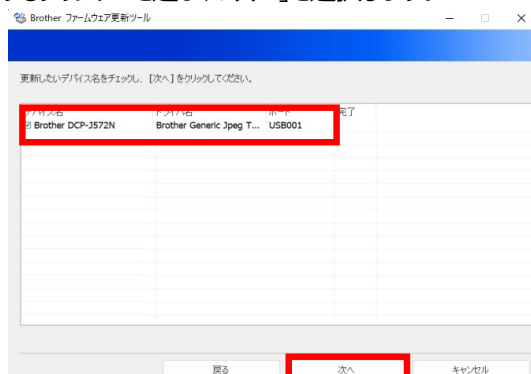 Brother ファームウェア更新ツール
更新したいデバイス名をチェックし、[次へ] をクリックしてください。
デバイス名 ドライバ名 ポート 完了
Brother DCP-J572N Brother Generic Jpeg T... USB001
戻る 次へ キャンセル